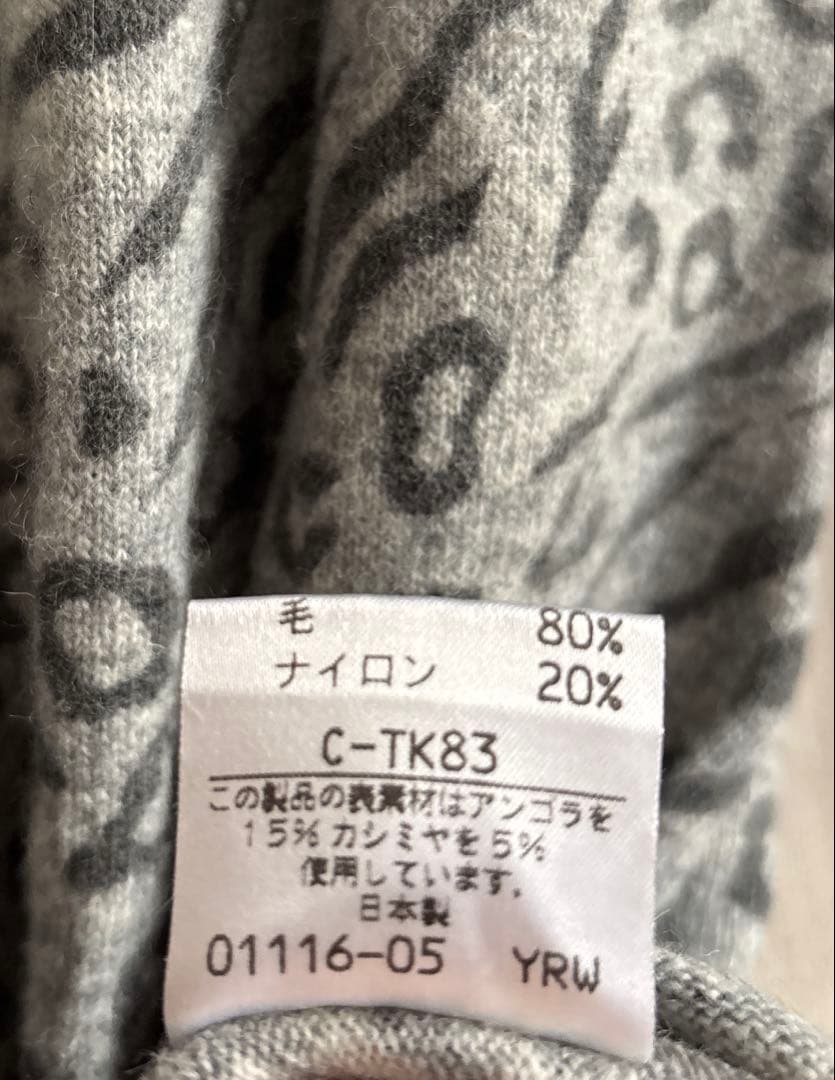 毛 80%
ナイロン 20%
C-TK83
この製品の表素材はアンゴラを
15%カシミヤを5%
使用しています.
日本製
01116-05 YRW